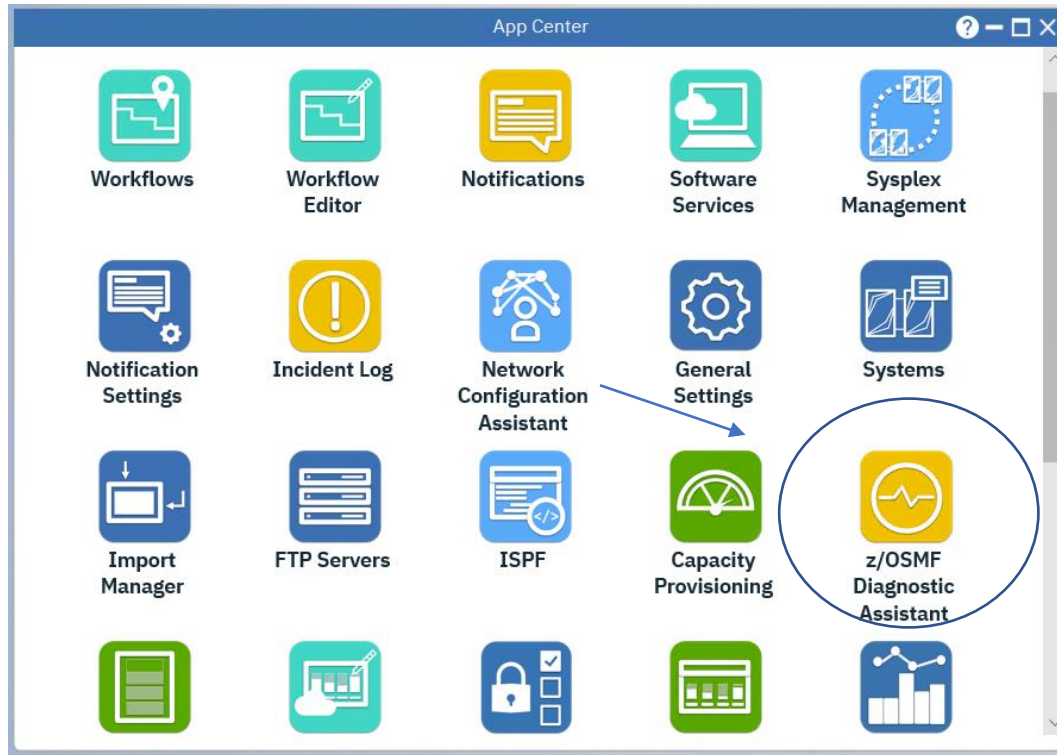 App Center
Workflows
Workflow
Editor
Notifications
Software
Services
Sysplex
Management
Notification
Settings
Incident Log
Network
Configuration
Assistant
General
Settings
Systems
Import
Manager
FTP Servers
ISPF
Capacity
Provisioning
z/OSMF
Diagnostic
Assistant